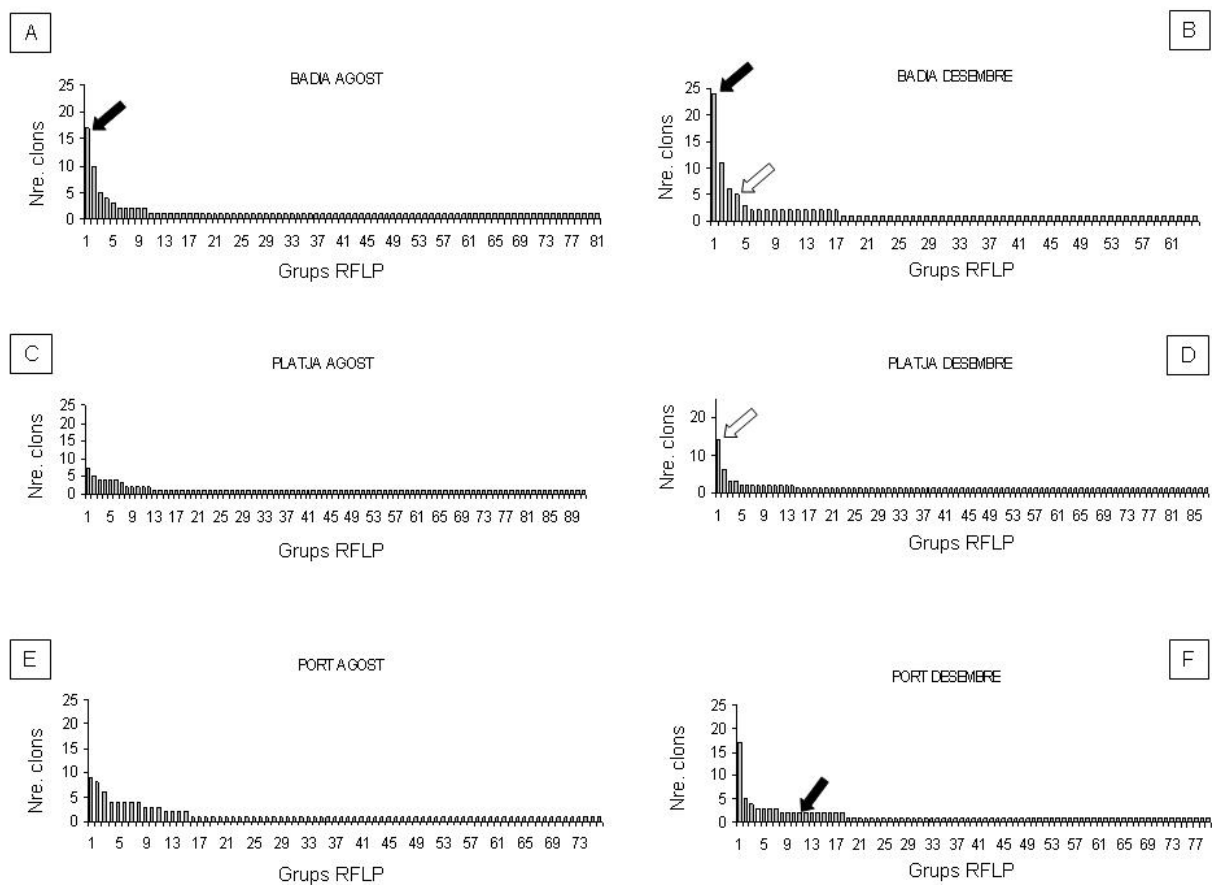 A
B
BADIA AGOST
BADIA DESEMBRE
Nre. clons
25
20
15
10
5
0
1 5 9 13 17 21 25 29 33 37 41 45 49 53 57 61 65 69 73 77 81
Grups RFLP
Nre. clons
25
20
15
10
5
0
1 5 9 13 17 21 25 29 33 37 41 45 49 53 57 61
Grups RFLP
C
D
PLATJA AGOST
PLATJA DESEMBRE
Nre. clons
25
20
15
10
5
0
1 5 9 13 17 21 25 29 33 37 41 45 49 53 57 61 65 69 73 77 81 85 89
Grups RFLP
Nre. clons
20
10
0
1 5 9 13 17 21 25 29 33 37 41 45 49 53 57 61 65 69 73 77 81 85
Grups RFLP
E
F
PORT AGOST
PORT DESEMBRE
Nre. clons
25
20
15
10
5
0
1 5 9 13 17 21 25 29 33 37 41 45 49 53 57 61 65 69 73
Grups RFLP
Nre. clons
25
20
15
10
5
0
1 5 9 13 17 21 25 29 33 37 41 45 49 53 57 61 65 69 73 77
Grups RFLP